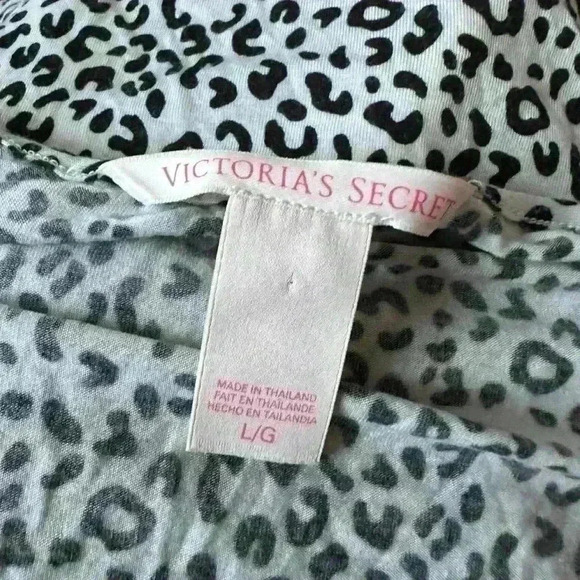 VICTORIA'S SECRET
MADE IN THAILAND
FAIT EN THAÏLANDE
HECHO EN TAILANDIA
L/G